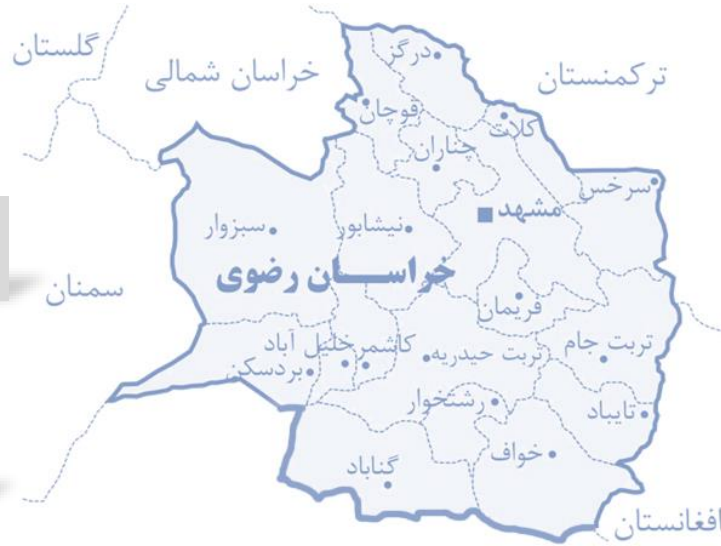 گلستان
خراسان شمالی
ترکمنستان
درگز
قوچان
کلات
چناران
سرخس
مشهد
نیشابور
سبزوار
خراسان رضوی
سمنان
فریمان
تربت جام
تربت حیدریه
کاشمر
خلیل آباد
بردسکن
رشتخوار
تایباد
خواف
گناباد
افغانستان